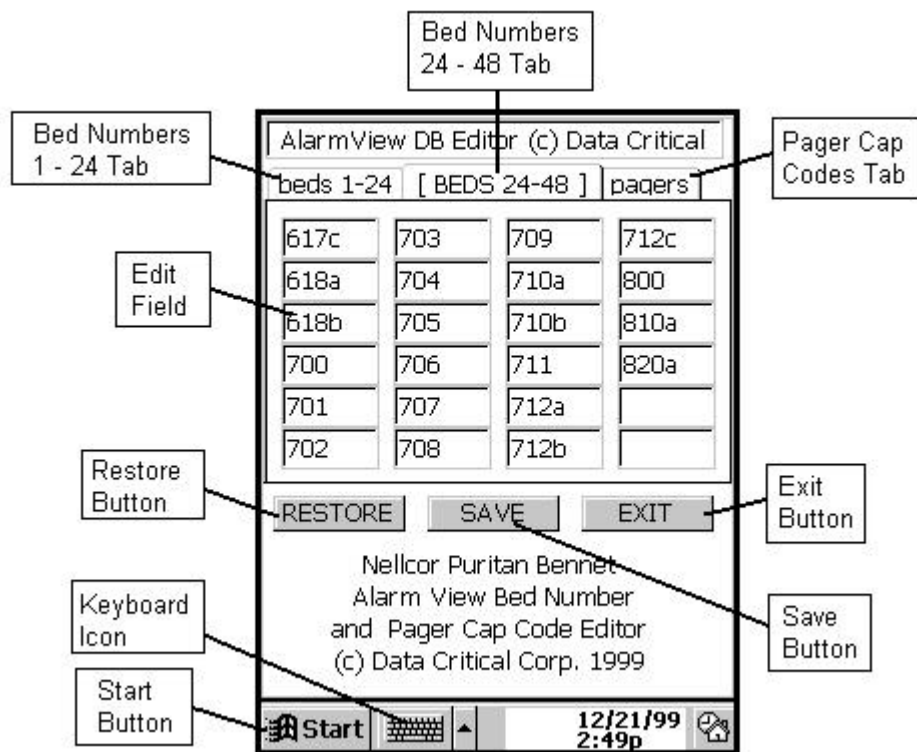 Bed Numbers
24 - 48 Tab
Bed Numbers
1 - 24 Tab
Pager Cap
Codes Tab
AlarmView DB Editor (c) Data Critical
beds 1-24 [ BEDS 24-48 ] pagers
617c 703 709 712c
618a 704 710a 800
618b 705 710b 810a
700 706 711 820a
701 707 712a
702 708 712b
Edit
Field
RESTORE SAVE EXIT
Restore
Button
Exit
Button
Nellcor Puritan Bennet
Alarm View Bed Number
and Pager Cap Code Editor
(c) Data Critical Corp. 1999
Keyboard
Icon
Save
Button
Start
Button
Start 12/21/99
2:49p